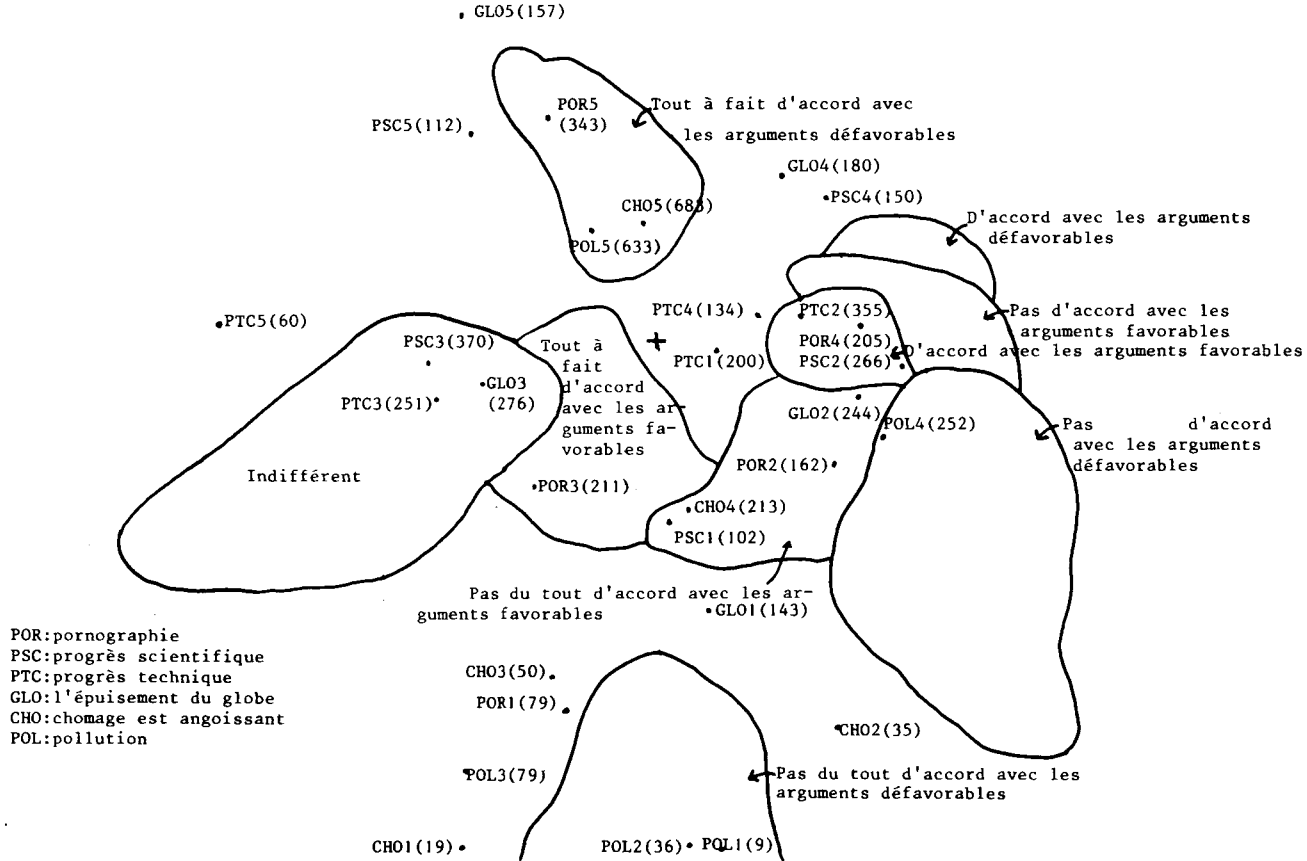 GLO5(157)
POR5
(343)
Tout à fait d'accord avec
les arguments défavorables
PSC5(112)
GLO4(180)
PSC4(150)
CHO5(683)
POL5(633)
D'accord avec les arguments
défavorables
PTC5(60)
PTC4(134)
PTC2(355)
Pas d'accord avec les
arguments favorables
PSC3(370)
Tout à
fait
d'accord
avec les ar-
guments fa-
vorables
POR4(205)
D'accord avec les arguments favorables
PTC1(200)
PSC2(266)
GLO3
(276)
PTC3(251)
GLO2(244)
POL4(252)
Pas d'accord
avec les arguments
défavorables
Indifférent
POR2(162)
POR3(211)
CHO4(213)
PSC1(102)
Pas du tout d'accord avec les ar-
guments favorables
GLO1(143)
POR:pornographie
PSC:progrès scientifique
PTC:progrès technique
GLO:l'épuisement du globe
CHO:chomage est angoissant
POL:pollution
CHO3(50)
POR1(79)
CHO2(35)
POL3(79)
Pas du tout d'accord avec les
arguments défavorables
CHO1(19)
POL2(36)
POL1(9)